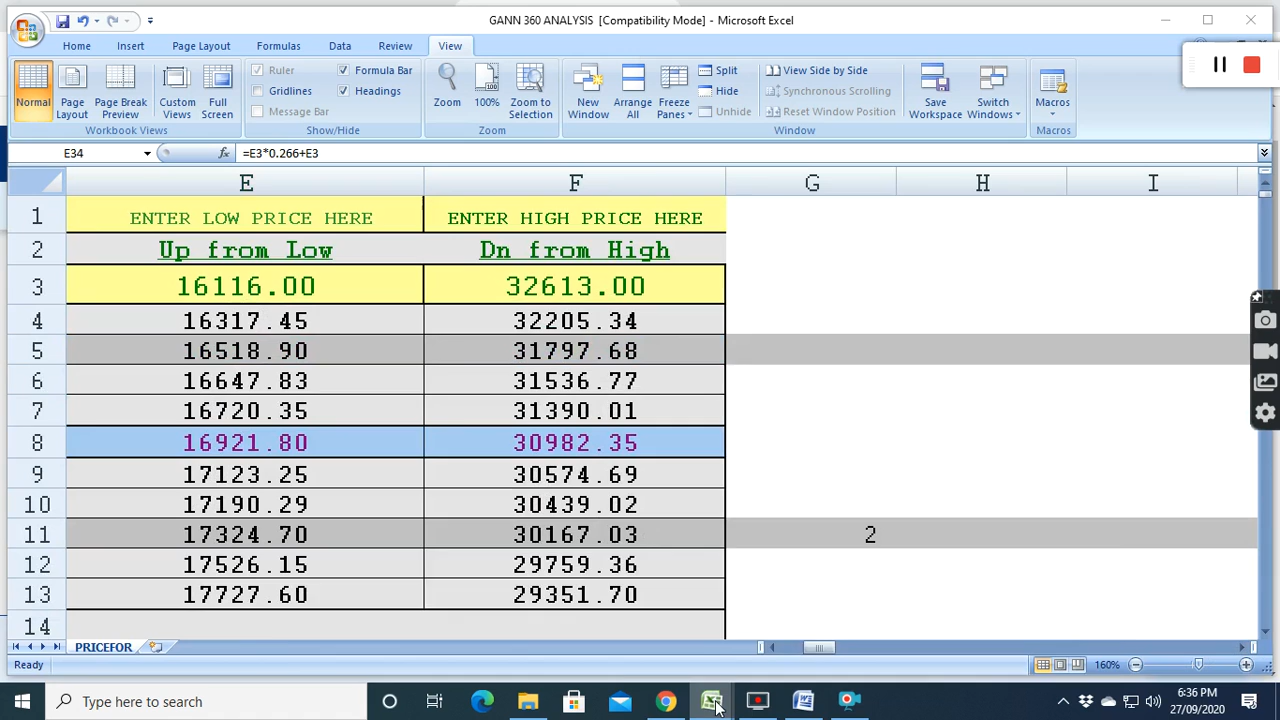 GANN 360 ANALYSIS [Compatibility Mode] - Microsoft Excel
Home Insert Page Layout Formulas Data Review View
Normal
Page Layout
Page Break Preview
Custom Views
Full Screen
Workbook Views
Ruler
Formula Bar
Gridlines
Headings
Message Bar
Show/Hide
Zoom
100%
Zoom to Selection
Zoom
New Window
Arrange All
Freeze Panes
Split
Hide
Unhide
View Side by Side
Synchronous Scrolling
Reset Window Position
Window
Save Workspace
Switch Windows
Macros
Macros
E34 fx =E3*0.266+E3
E F G H I
1 ENTER LOW PRICE HERE ENTER HIGH PRICE HERE
2 Up from Low Dn from High
3 16116.00 32613.00
4 16317.45 32205.34
5 16518.90 31797.68
6 16647.83 31536.77
7 16720.35 31390.01
8 16921.80 30982.35
9 17123.25 30574.69
10 17190.29 30439.02
11 17324.70 30167.03 2
12 17526.15 29759.36
13 17727.60 29351.70
14
PRICEFOR
Ready 160%
Type here to search
6:36 PM
27/09/2020